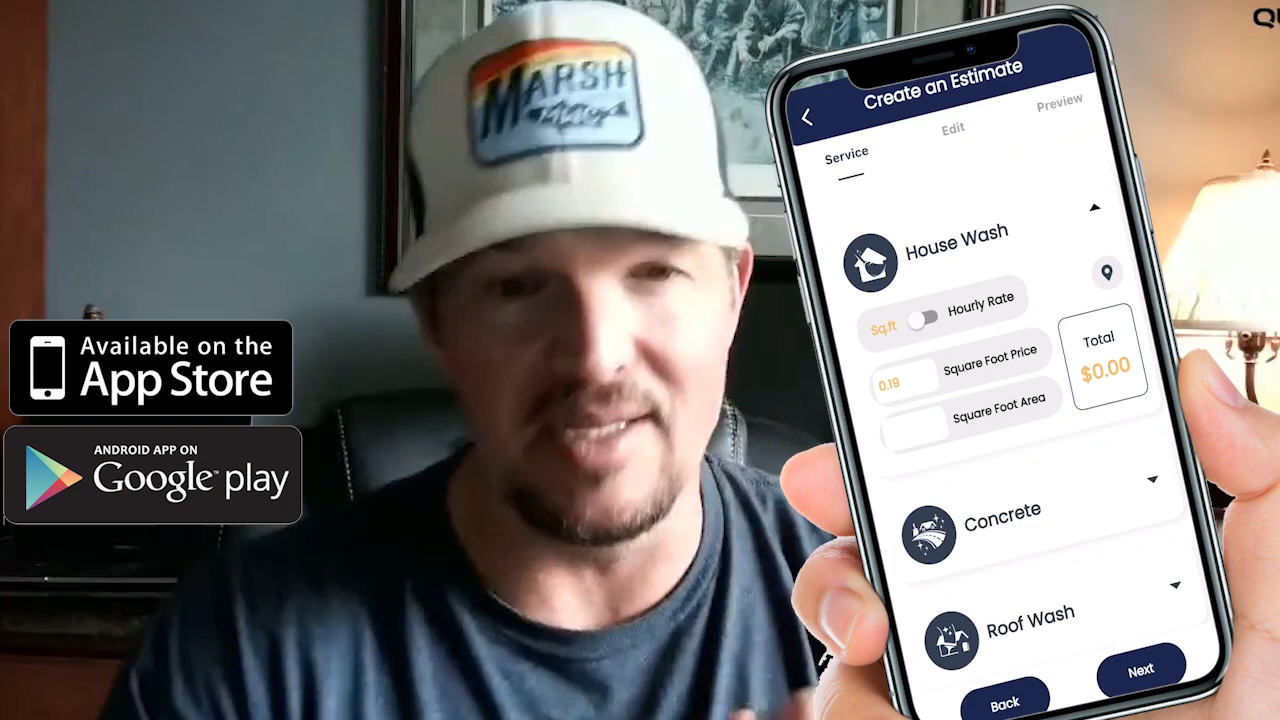 MARSH
Available on the
App Store
ANDROID APP ON
Google™ play
QU
Create an Estimate
Service
Edit
Preview
House Wash
Sq.ft
Hourly Rate
0.19
Square Foot Price
Square Foot Area
Total
$0.00
Concrete
Roof Wash
Back
Next